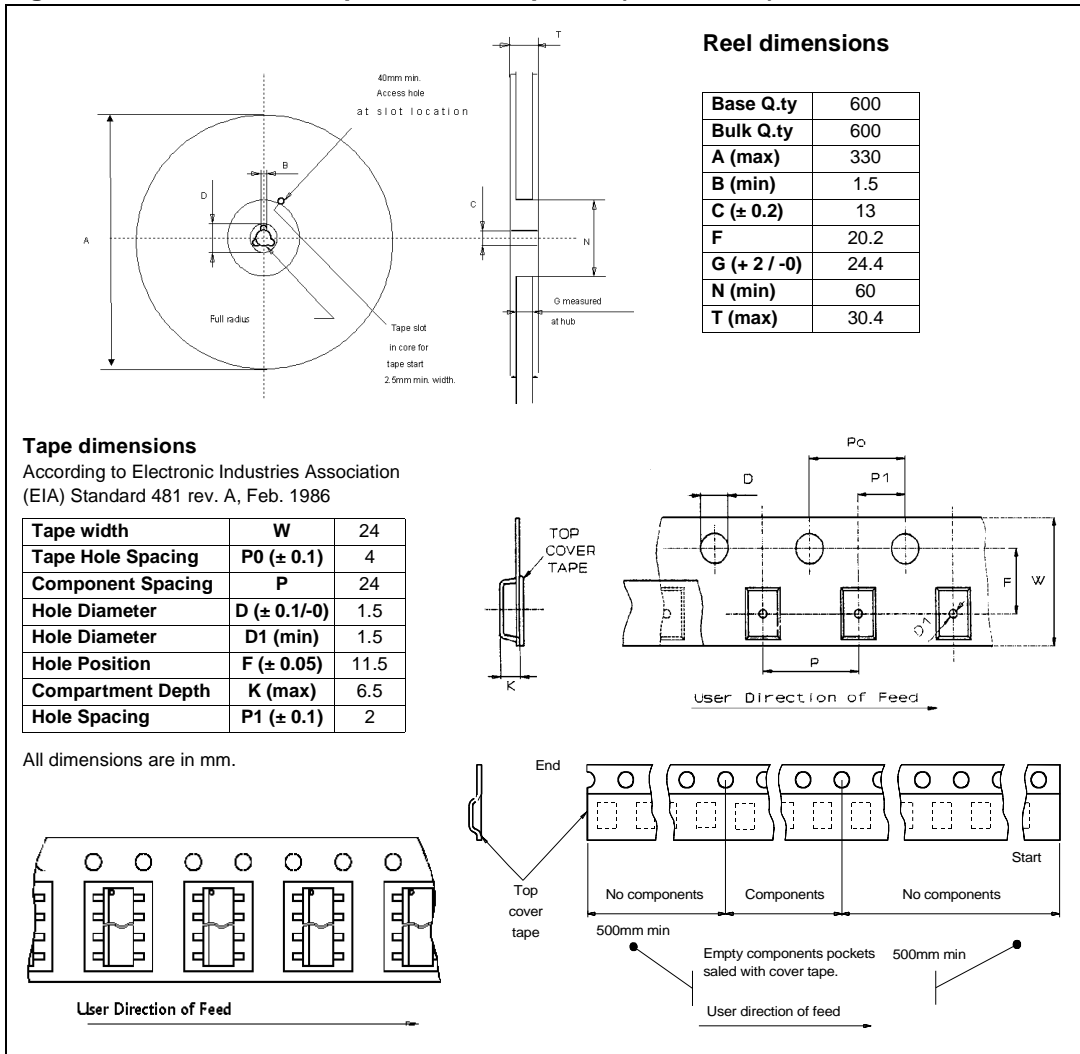 T
Reel dimensions
40mm min.
Access hole
at slot location
B
D
A
C
N
Full radius
Tape slot
in core for
tape start
2.5mm min. width.
G measured
at hub
Base Q.ty 600
Bulk Q.ty 600
A (max) 330
B (min) 1.5
C (± 0.2) 13
F 20.2
G (+ 2 / -0) 24.4
N (min) 60
T (max) 30.4
Tape dimensions
According to Electronic Industries Association
(EIA) Standard 481 rev. A, Feb. 1986
Tape width W 24
Tape Hole Spacing P0 (± 0.1) 4
Component Spacing P 24
Hole Diameter D (± 0.1/-0) 1.5
Hole Diameter D1 (min) 1.5
Hole Position F (± 0.05) 11.5
Compartment Depth K (max) 6.5
Hole Spacing P1 (± 0.1) 2
All dimensions are in mm.
Po
D
P1
TOP
COVER
TAPE
F
W
D1
K
P
User Direction of Feed
End
Start
Top
cover
tape
No components
Components
No components
500mm min
Empty components pockets
saled with cover tape.
500mm min
User direction of feed
User Direction of Feed